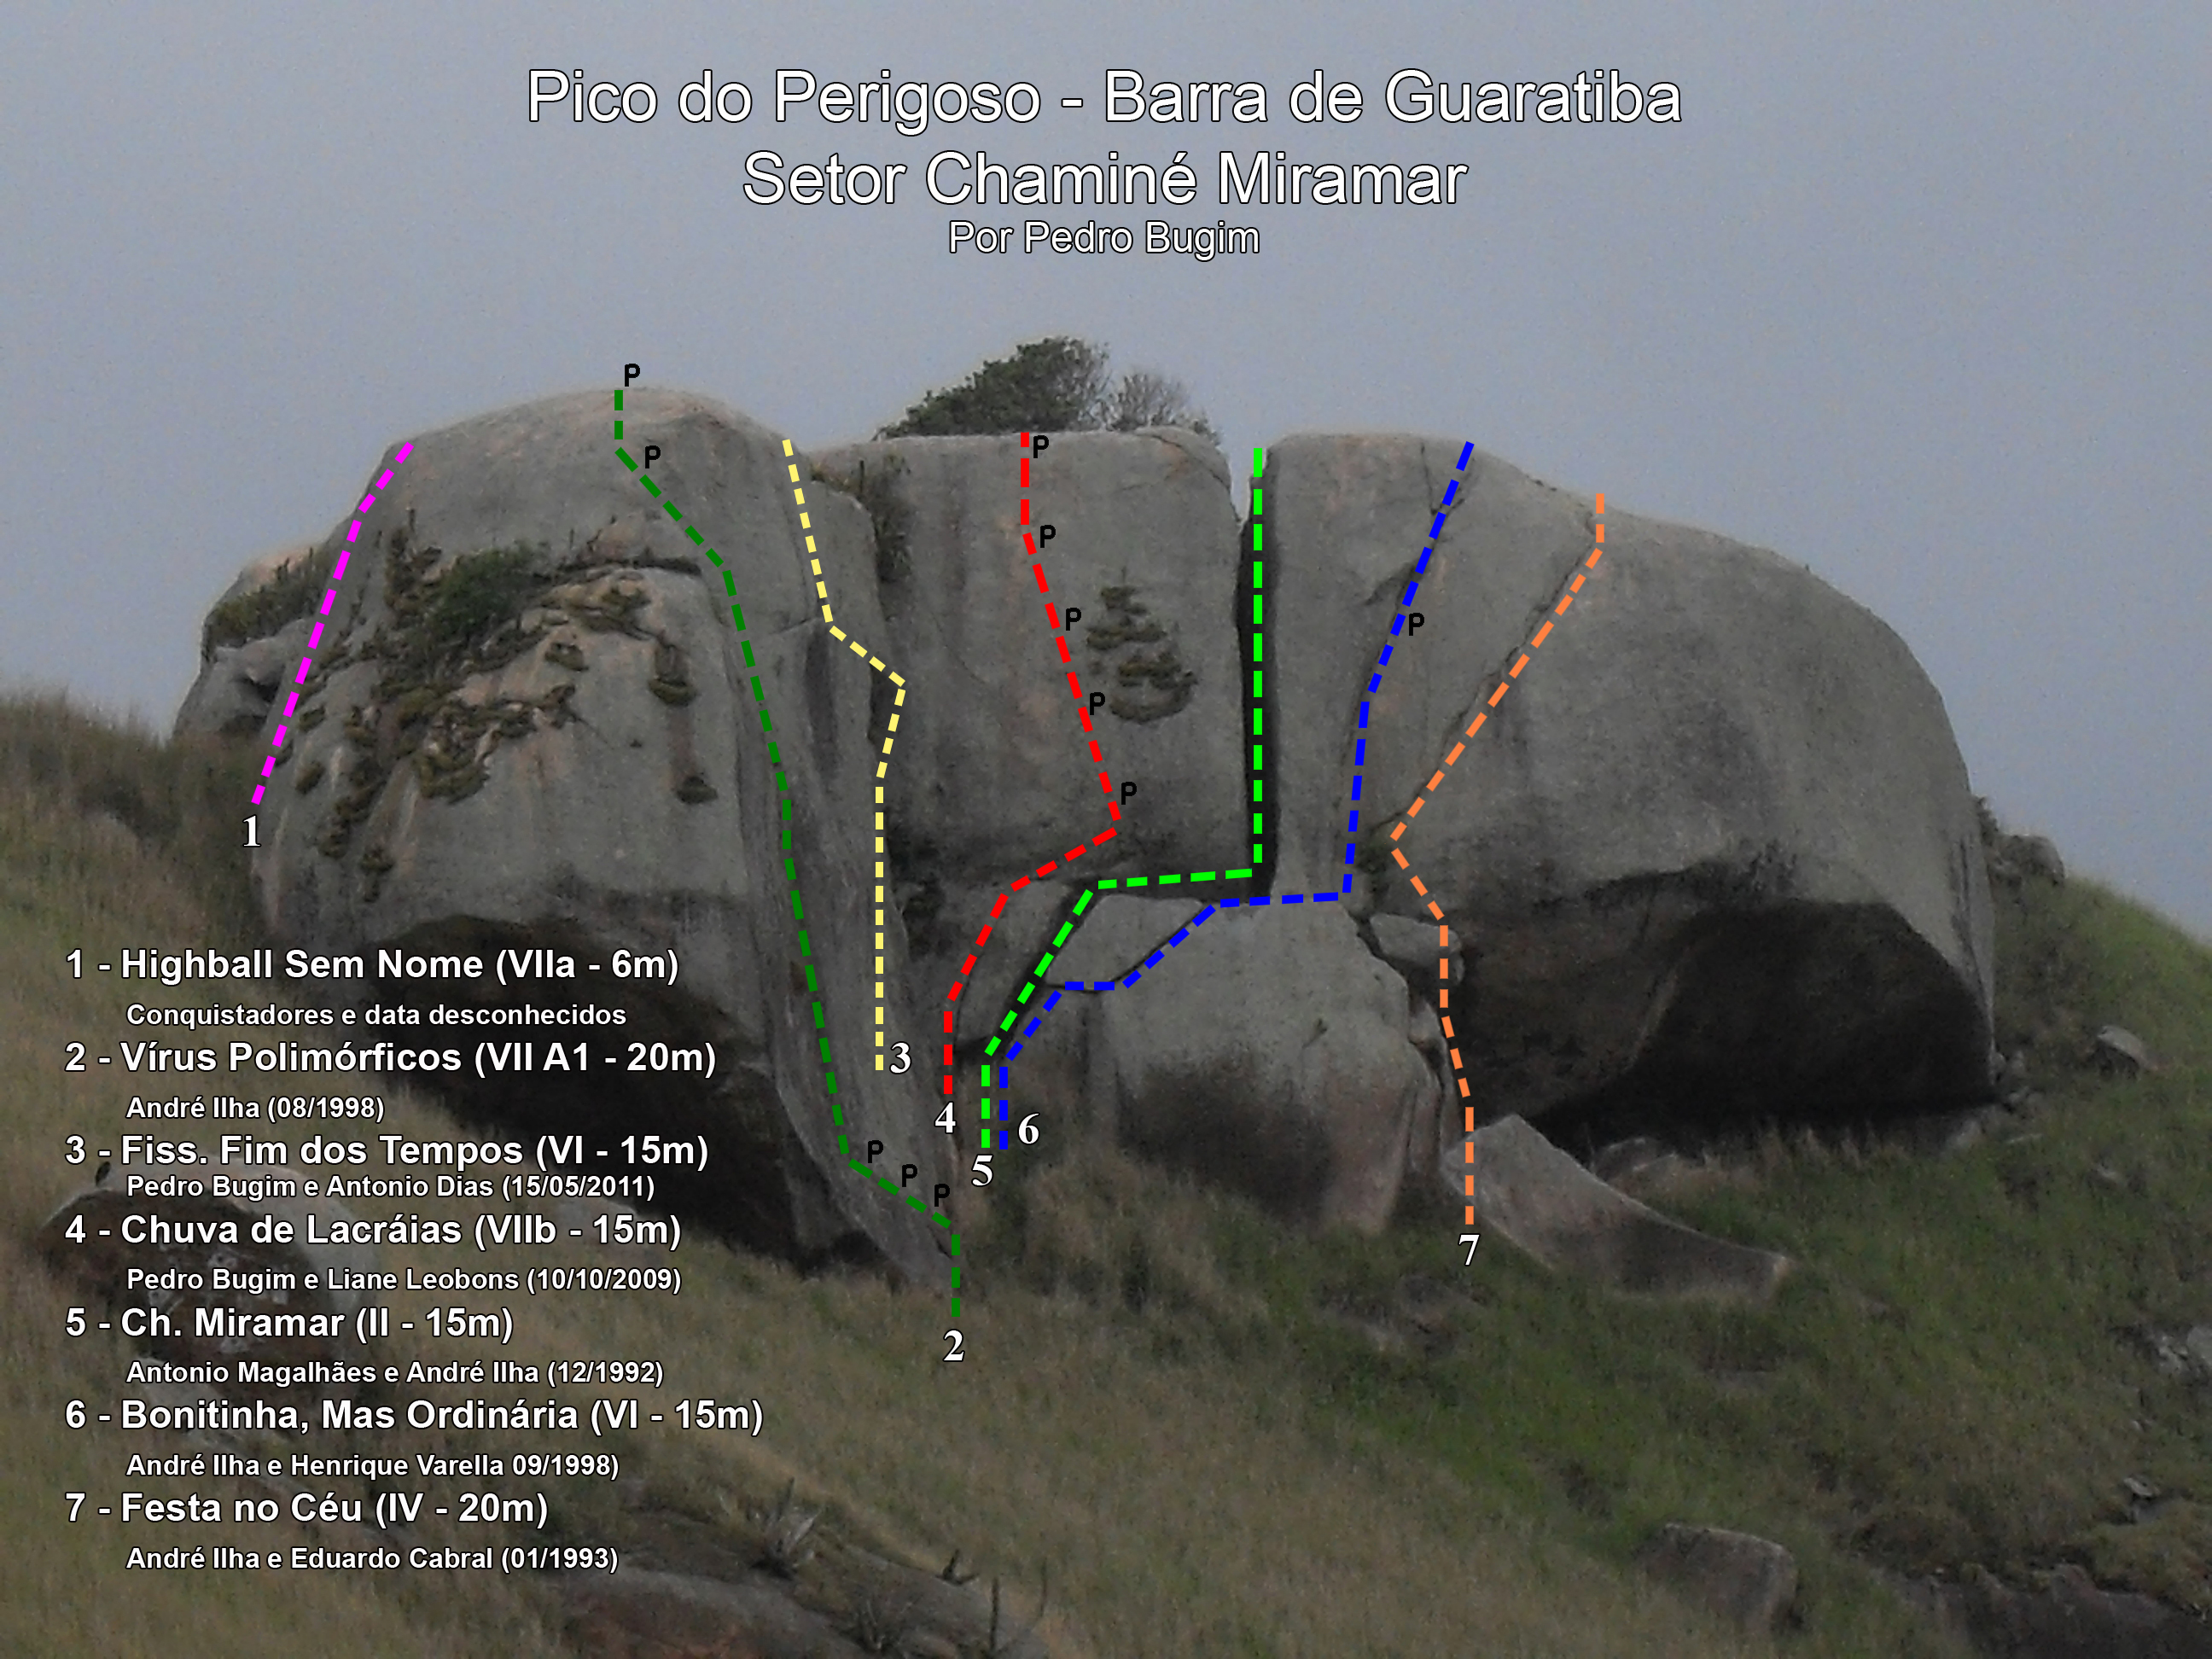 Pico do Perigoso - Barra de Guaratiba
Setor Chaminé Miramar
Por Pedro Bugim
P
P
P
P
P
P
P
P
1
3
4
6
5
P
P
P
7
2
1 - Highball Sem Nome (VIIa - 6m)
Conquistadores e data desconhecidos
2 - Vírus Polimórficos (VII A1 - 20m)
André Ilha (08/1998)
3 - Fiss. Fim dos Tempos (VI - 15m)
Pedro Bugim e Antonio Dias (15/05/2011)
4 - Chuva de Lacráias (VIIb - 15m)
Pedro Bugim e Liane Leobons (10/10/2009)
5 - Ch. Miramar (II - 15m)
Antonio Magalhães e André Ilha (12/1992)
6 - Bonitinha, Mas Ordinária (VI - 15m)
André Ilha e Henrique Varella 09/1998)
7 - Festa no Céu (IV - 20m)
André Ilha e Eduardo Cabral (01/1993)